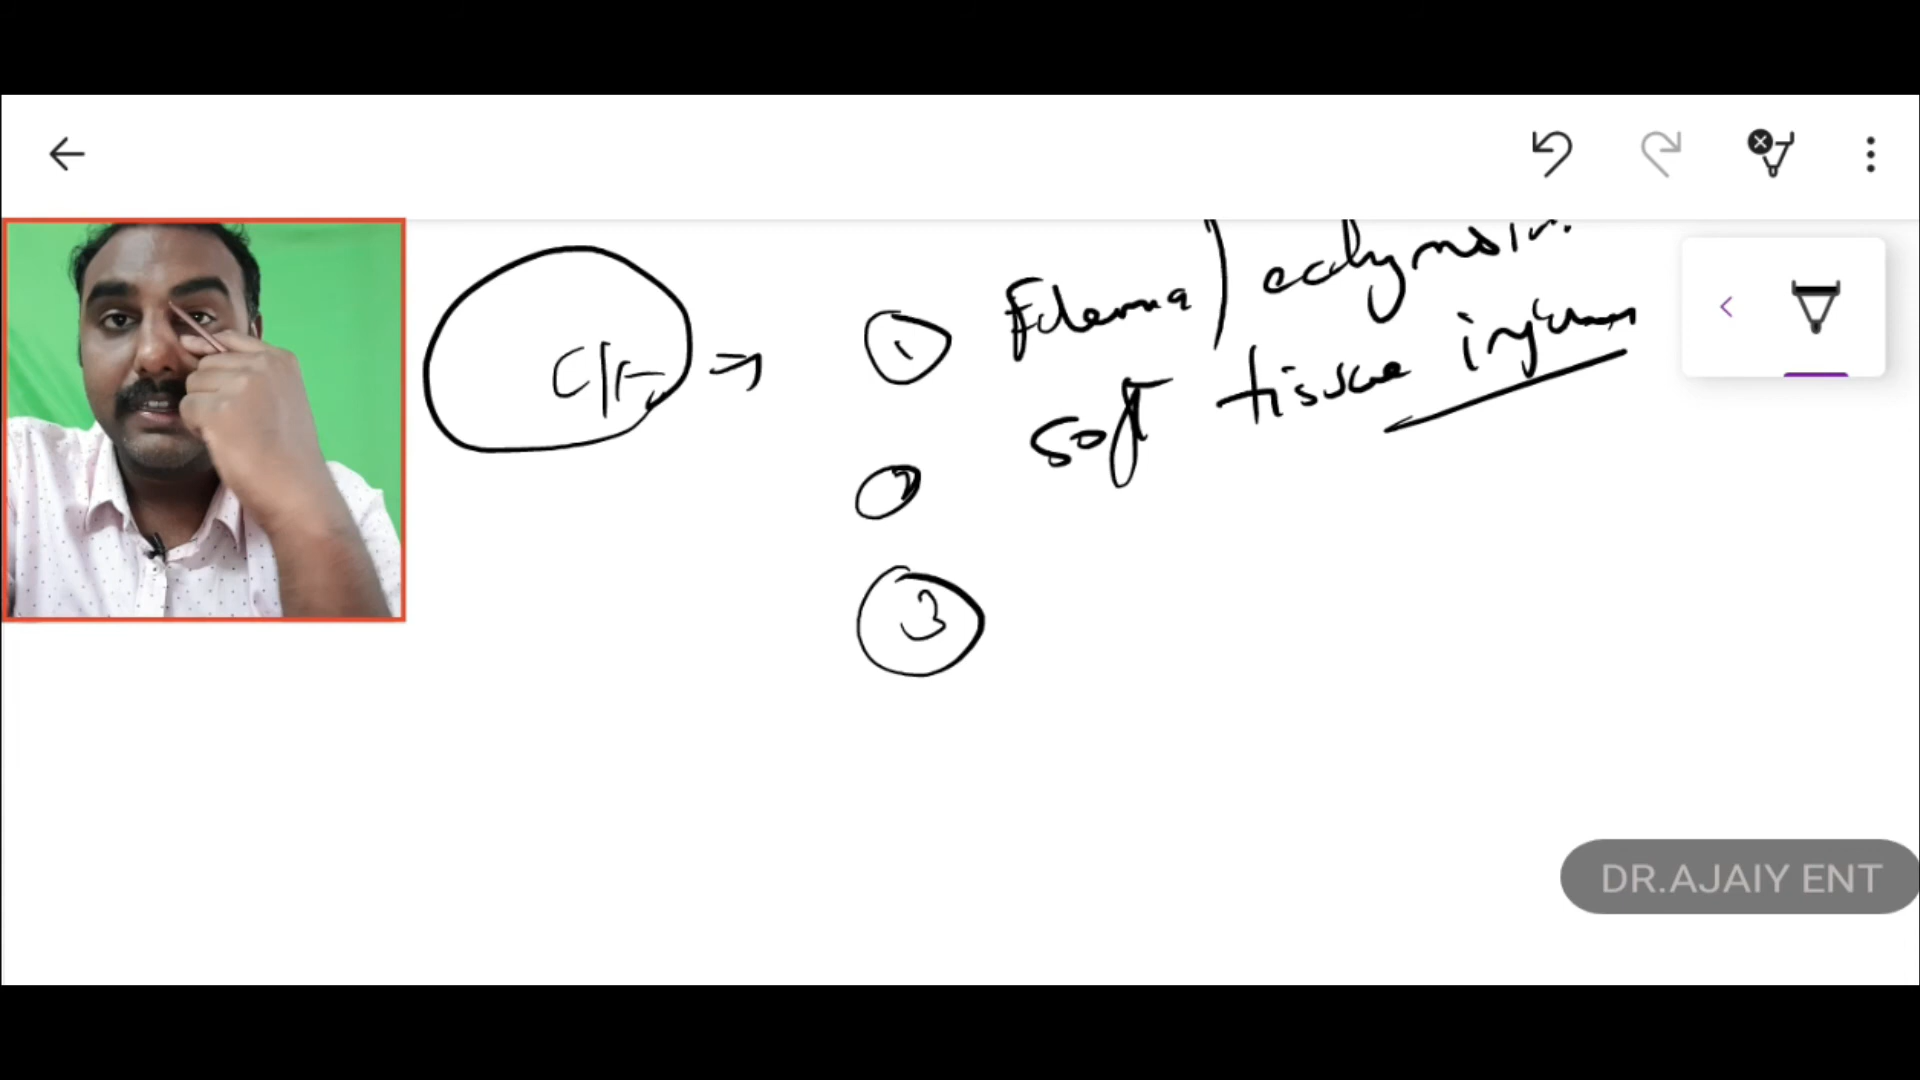 C/F → ① Edema / ecchymosis
soft tissue injury
②
③
DR.AJAIY ENT